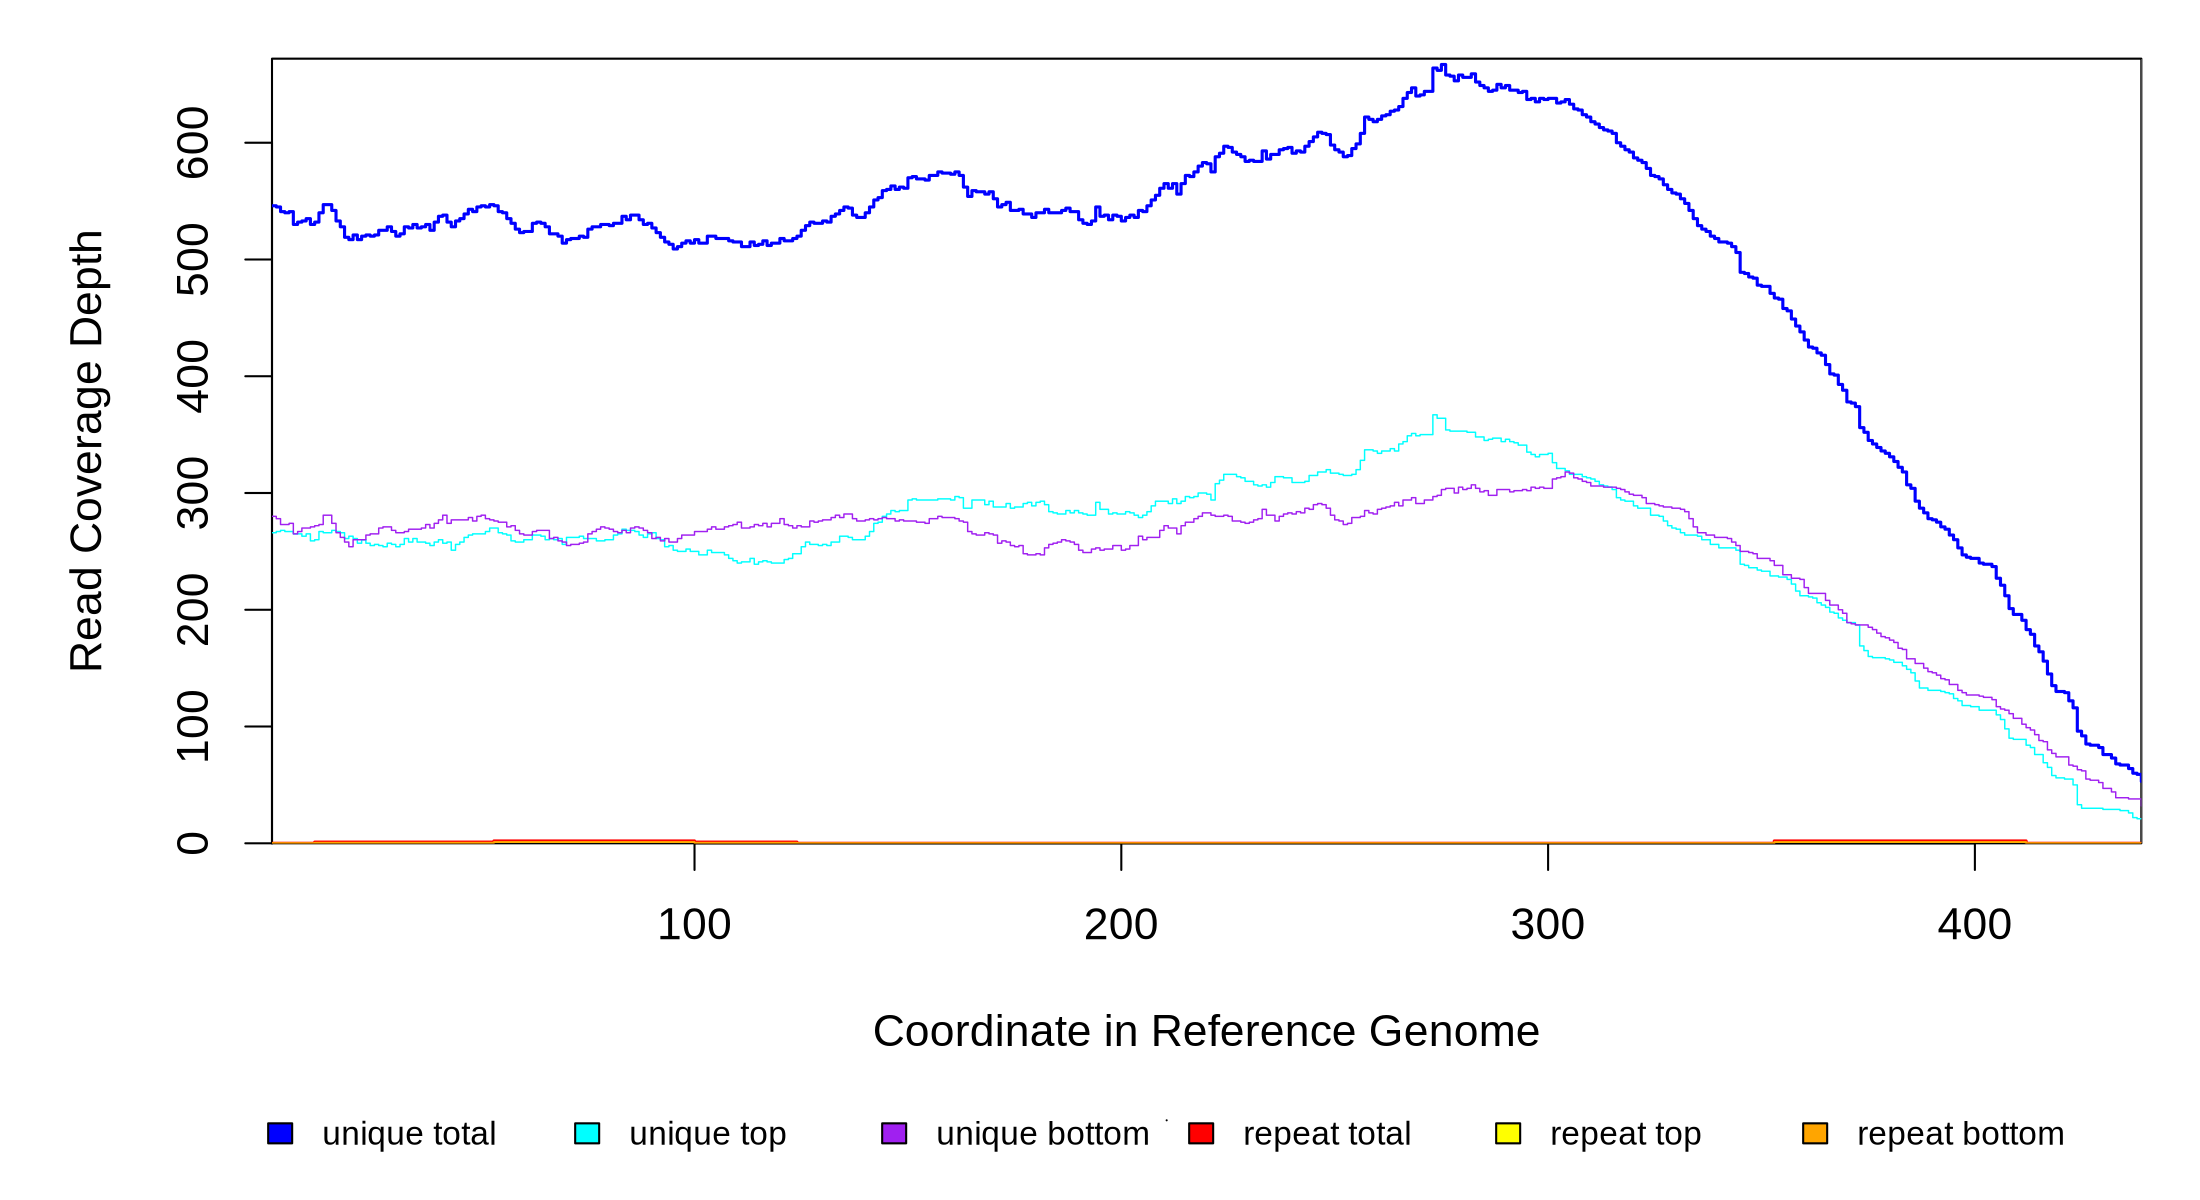 Read Coverage Depth
600
500
400
300
200
100
0
100 200 300 400
Coordinate in Reference Genome
unique total unique top unique bottom repeat total repeat top repeat bottom